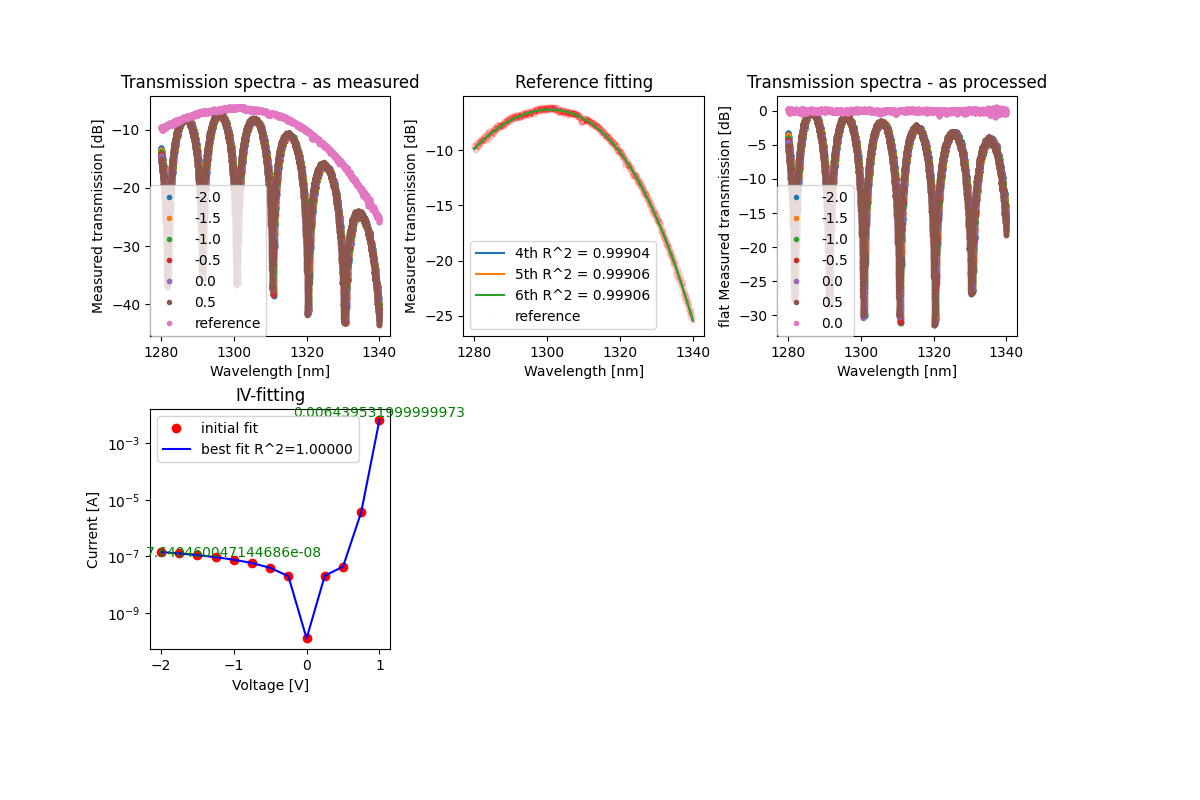 Transmission spectra - as measured
Measured transmission [dB]
−10
−20
−30
−40
-2.0
-1.5
-1.0
-0.5
0.0
0.5
reference
1280
1300
1320
1340
Wavelength [nm]
Reference fitting
Measured transmission [dB]
−10
−15
−20
−25
4th R^2 = 0.99904
5th R^2 = 0.99906
6th R^2 = 0.99906
reference
1280
1300
1320
1340
Wavelength [nm]
Transmission spectra - as processed
flat Measured transmission [dB]
0
−5
−10
−15
−20
−25
−30
-2.0
-1.5
-1.0
-0.5
0.0
0.5
0.0
1280
1300
1320
1340
Wavelength [nm]
IV-fitting
0.006439531999999973
initial fit
best fit R^2=1.00000
Current [A]
10−3
10−5
10−7
10−9
−2
−1
0
1
Voltage [V]